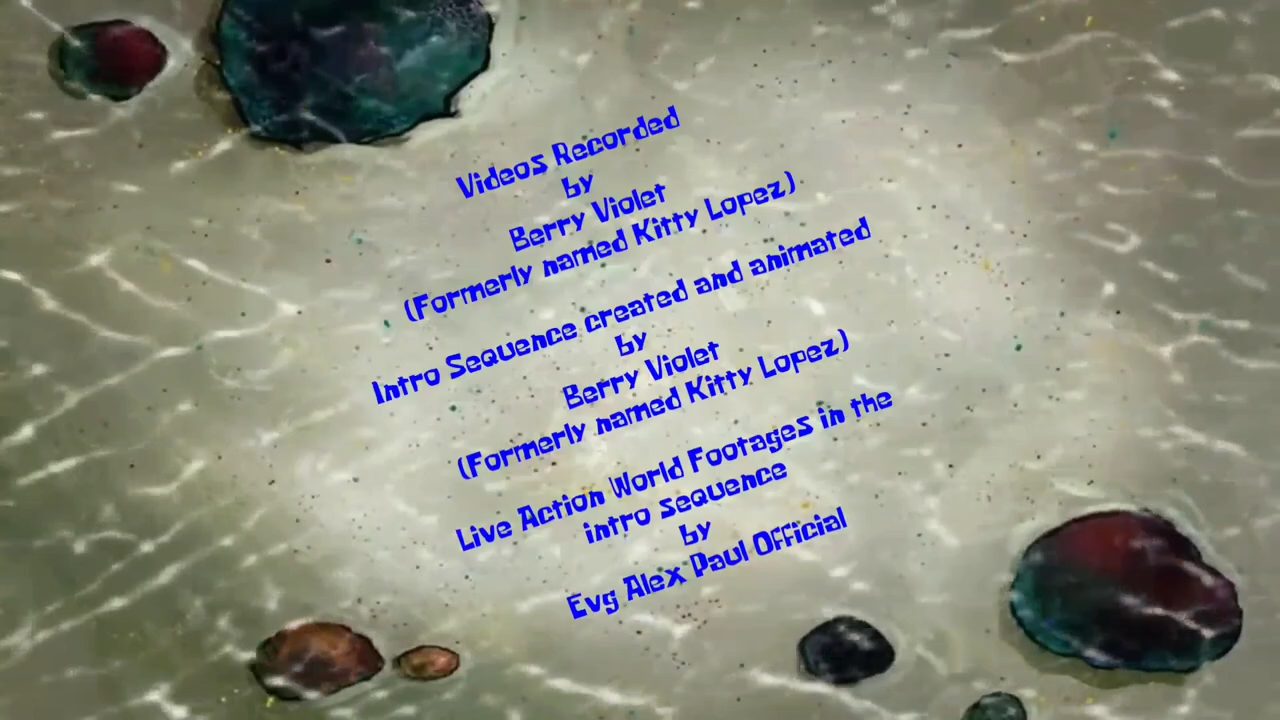 Videos Recorded
by
Berry Violet
(Formerly named Kitty Lopez)
Intro Sequence created and animated
by
Berry Violet
(Formerly named Kitty Lopez)
Live Action World Footages in the
intro sequence
by
Evg Alex Paul Official